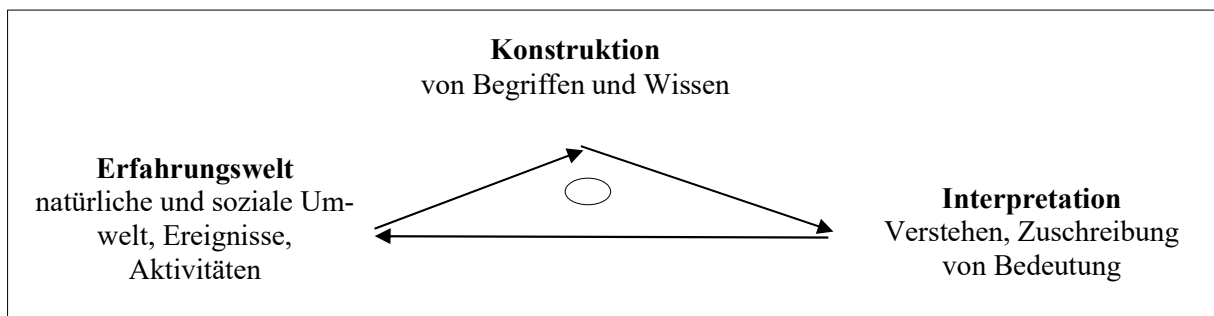 Konstruktion
von Begriffen und Wissen
Erfahrungswelt
natürliche und soziale Um-
welt, Ereignisse,
Aktivitäten
Interpretation
Verstehen, Zuschreibung
von Bedeutung